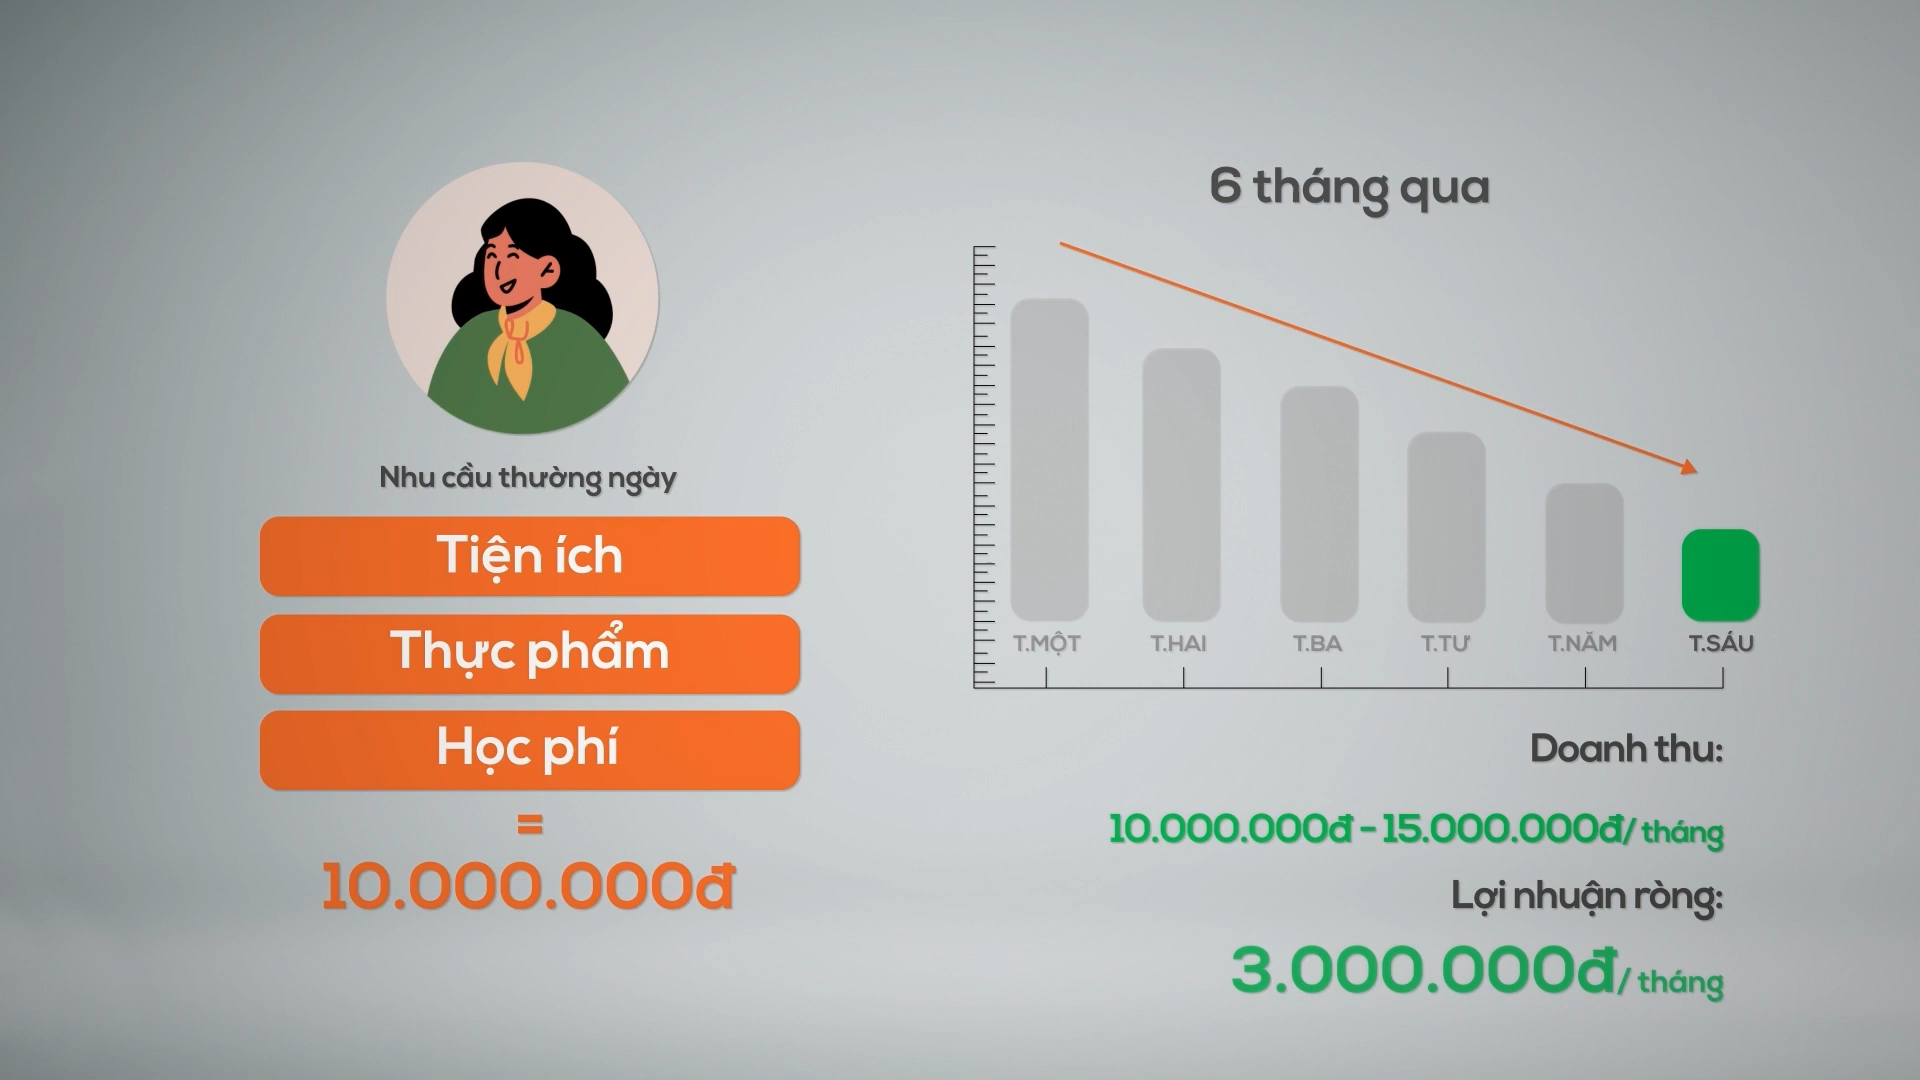 Nhu cầu thường ngày
Tiện ích
Thực phẩm
Học phí
=
10.000.000đ
6 tháng qua
T.MỘT T.HAI T.BA T.TƯ T.NĂM T.SÁU
Doanh thu:
10.000.000đ - 15.000.000đ/ tháng
Lợi nhuận ròng:
3.000.000đ/ tháng